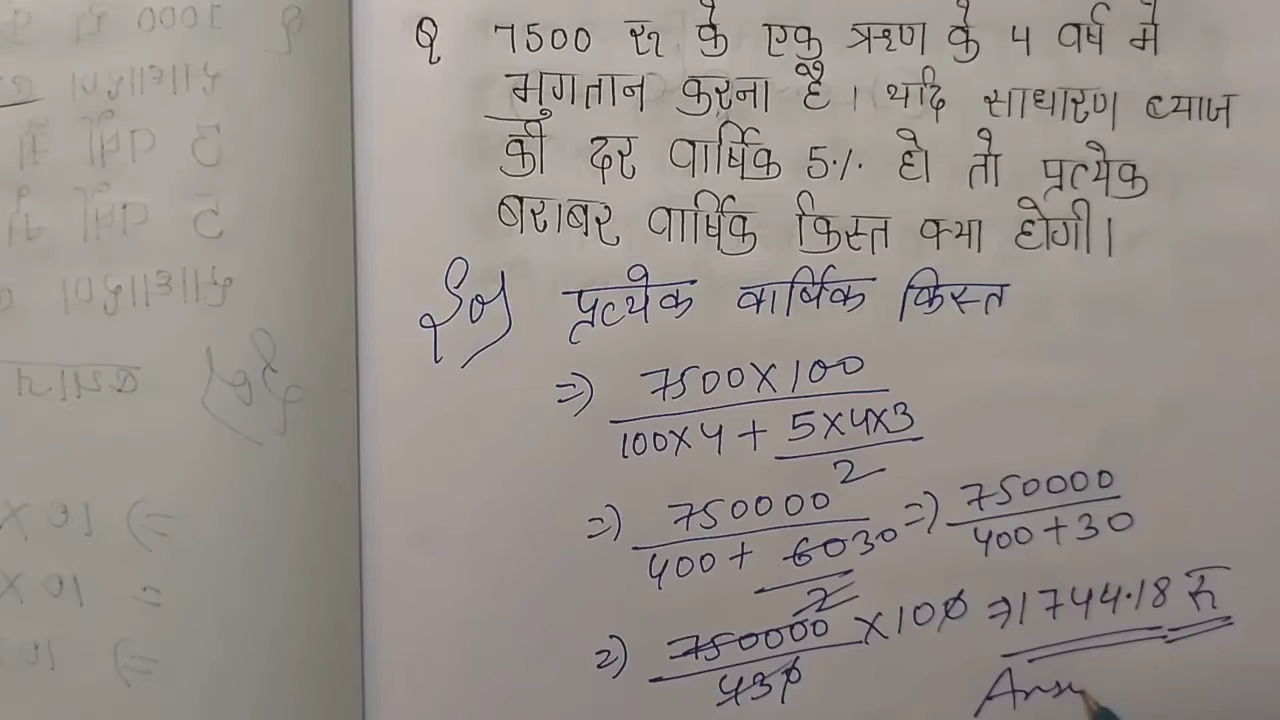 Q 7500 रु के एक ऋण के 4 वर्ष मे
भुगतान करना है। यदि साधारण ब्याज
की दर वार्षिक 5% हो तो प्रत्येक
बराबर वार्षिक किस्त क्या होगी।
Sol प्रत्येक वार्षिक किस्त
=> 7500×100
100×4 + 5×4×3
2
=> 750000 => 750000
400 + 60 30 400+30
2
=> 750000 ×100 => 1744.18 रु
430
Ans